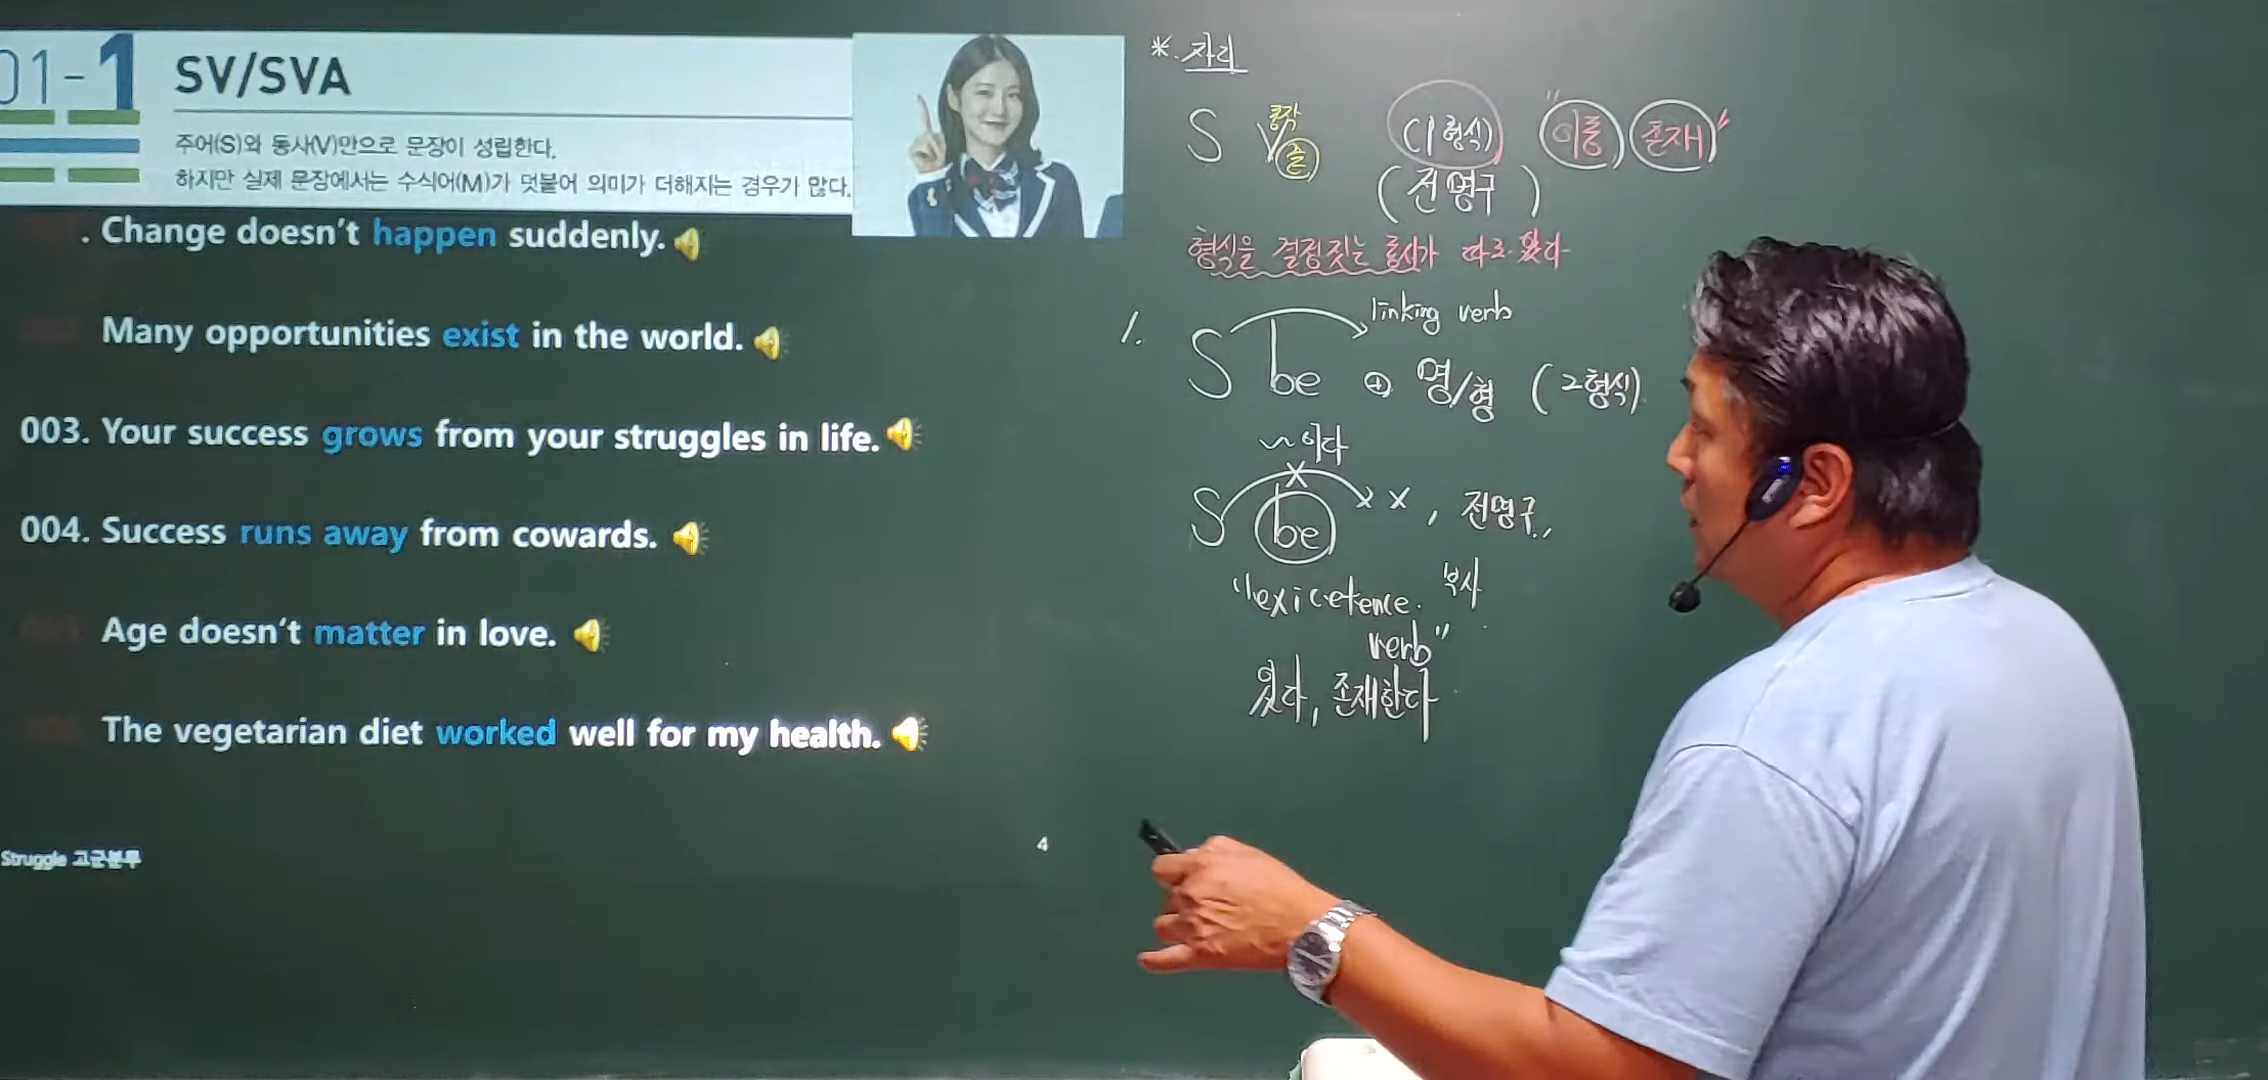 01-1 SV/SVA
주어(S)와 동사(V)만으로 문장이 성립한다.
하지만 실제 문장에서는 수식어(M)가 덧붙어 의미가 더해지는 경우가 많다.
. Change doesn't happen suddenly.
Many opportunities exist in the world.
003. Your success grows from your struggles in life.
004. Success runs away from cowards.
Age doesn't matter in love.
The vegetarian diet worked well for my health.
Struggle 고군분투
4
*. 자리
S V (1형식) "이동 존재"
(전명구)
형식을 결정짓는 동사가 따로 있다
linking verb
1. S be ⊕ 명/형 (2형식)
~이다
S be x, 전명구,,
"exicetence. 부사
verb"
있다, 존재한다